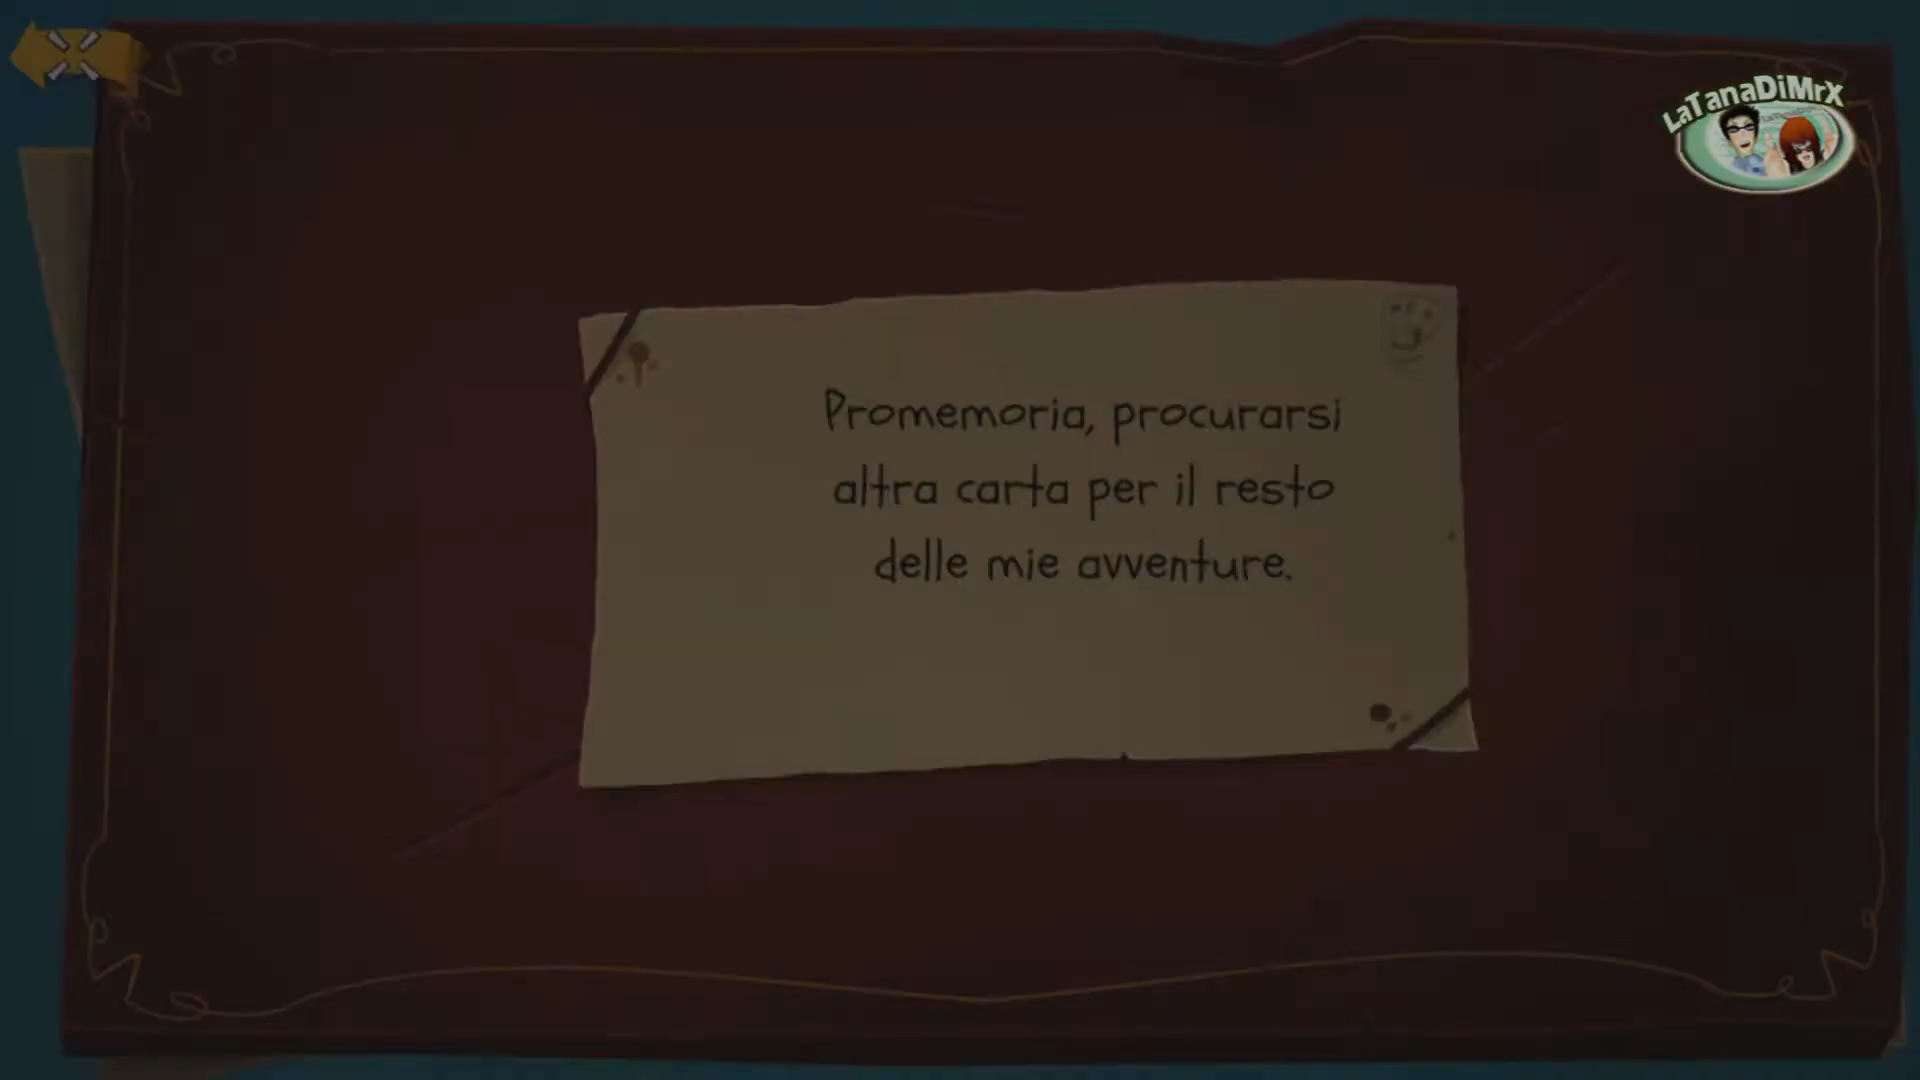 LaTanaDiMrX
Promemoria, procurarsi
altra carta per il resto
delle mie avventure.